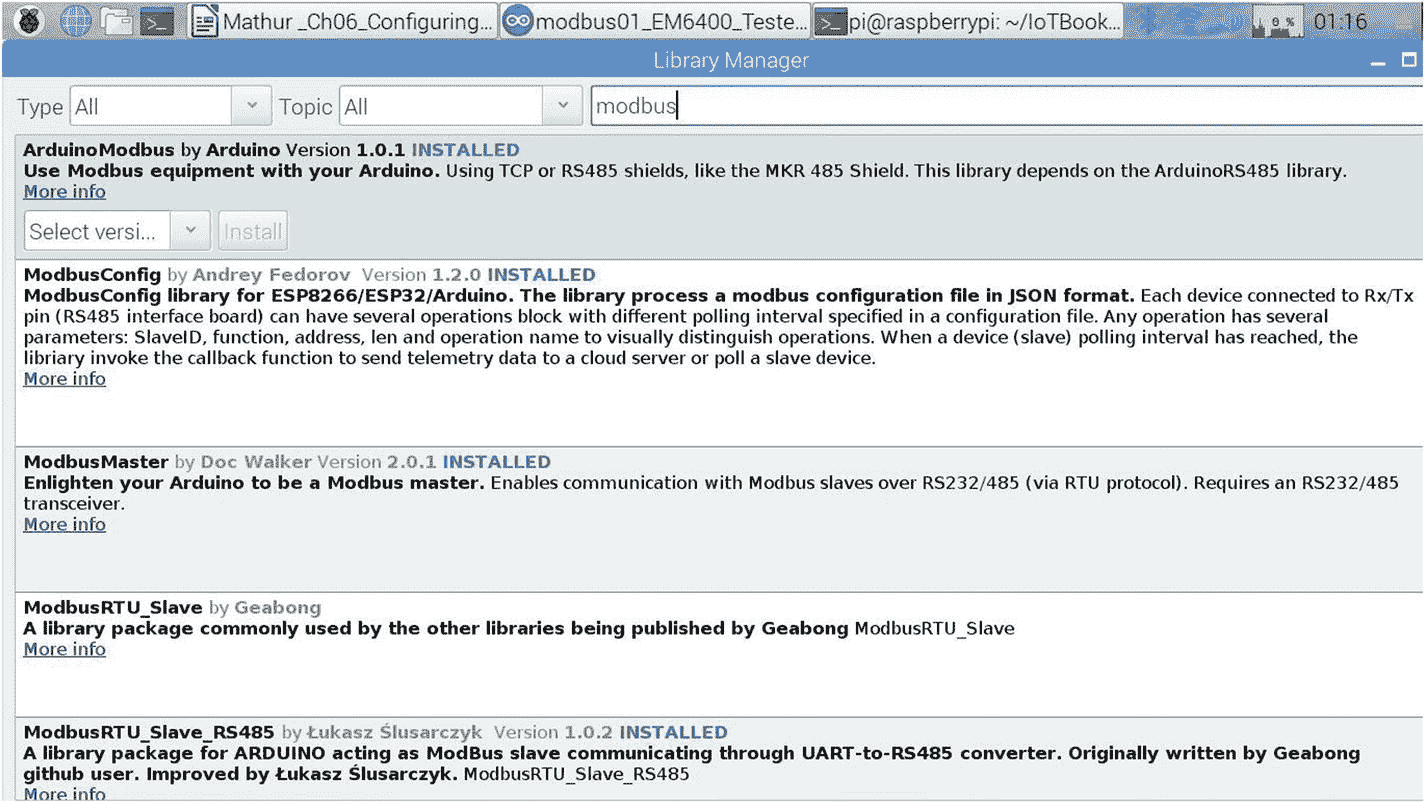 Mathur _Ch06_Configuring... modbus01_EM6400_Teste... pi@raspberrypi: ~/IoTBook... 0 % 01:16
Library Manager
Type All Topic All modbus
ArduinoModbus by Arduino Version 1.0.1 INSTALLED
Use Modbus equipment with your Arduino. Using TCP or RS485 shields, like the MKR 485 Shield. This library depends on the ArduinoRS485 library.
More info
Select versi... Install
ModbusConfig by Andrey Fedorov Version 1.2.0 INSTALLED
ModbusConfig library for ESP8266/ESP32/Arduino. The library process a modbus configuration file in JSON format. Each device connected to Rx/Tx
pin (RS485 interface board) can have several operations block with different polling interval specified in a configuration file. Any operation has several
parameters: SlaveID, function, address, len and operation name to visually distinguish operations. When a device (slave) polling interval has reached, the
libriary invoke the callback function to send telemetry data to a cloud server or poll a slave device.
More info
ModbusMaster by Doc Walker Version 2.0.1 INSTALLED
Enlighten your Arduino to be a Modbus master. Enables communication with Modbus slaves over RS232/485 (via RTU protocol). Requires an RS232/485
transceiver.
More info
ModbusRTU_Slave by Geabong
A library package commonly used by the other libraries being published by Geabong ModbusRTU_Slave
More info
ModbusRTU_Slave_RS485 by Łukasz Ślusarczyk Version 1.0.2 INSTALLED
A library package for ARDUINO acting as ModBus slave communicating through UART-to-RS485 converter. Originally written by Geabong
github user. Improved by Łukasz Ślusarczyk. ModbusRTU_Slave_RS485
More info